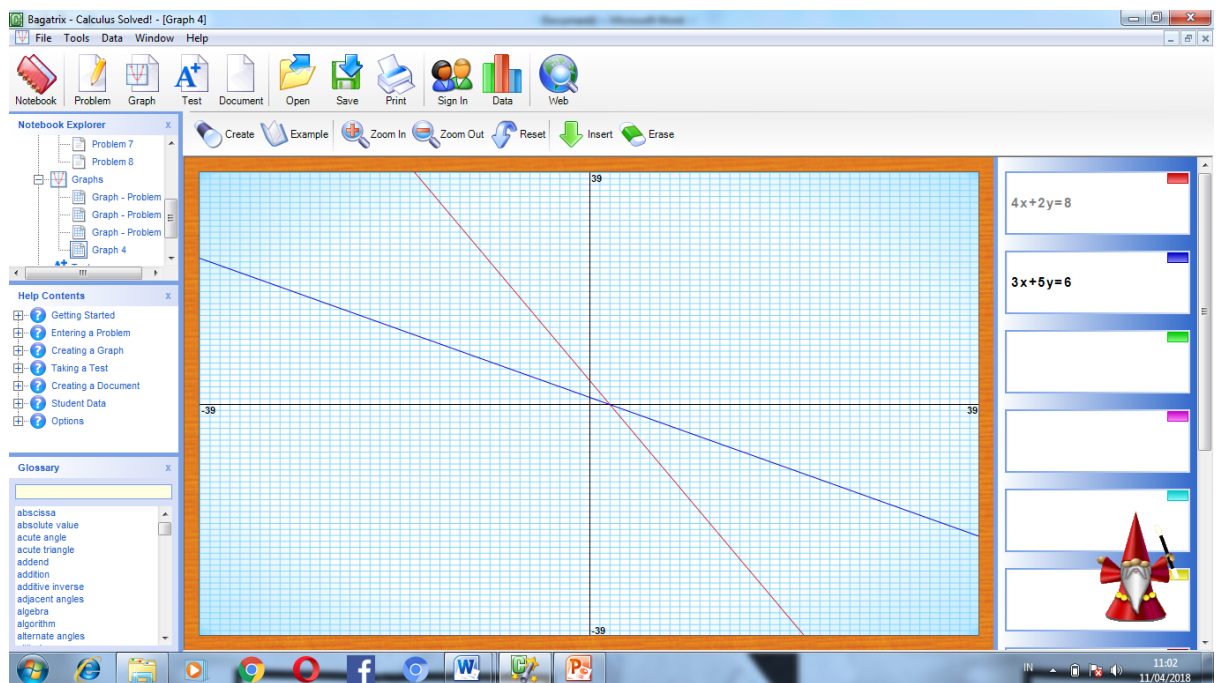 Bagatrix - Calculus Solved! - [Graph 4]
File Tools Data Window Help
Notebook Problem Graph Test Document Open Save Print Sign In Data Web
Notebook Explorer x
Problem 7
Problem 8
Graphs
Graph - Problem
Graph - Problem
Graph - Problem
Graph 4
Help Contents x
Getting Started
Entering a Problem
Creating a Graph
Taking a Test
Creating a Document
Student Data
Options
Glossary x
abscissa
absolute value
acute angle
acute triangle
addend
addition
additive inverse
adjacent angles
algebra
algorithm
alternate angles
Create Example Zoom In Zoom Out Reset Insert Erase
39
-39
39
-39
4x+2y=8
3x+5y=6
IN
11:02
11/04/2018